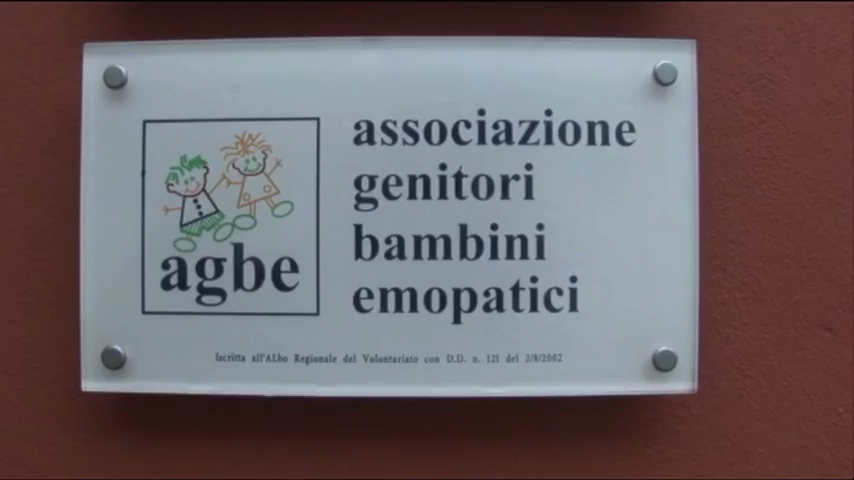 agbe
associazione
genitori
bambini
emopatici
Iscritta all'Albo Regionale del Volontariato con D.D. n. 121 del 2/8/2002